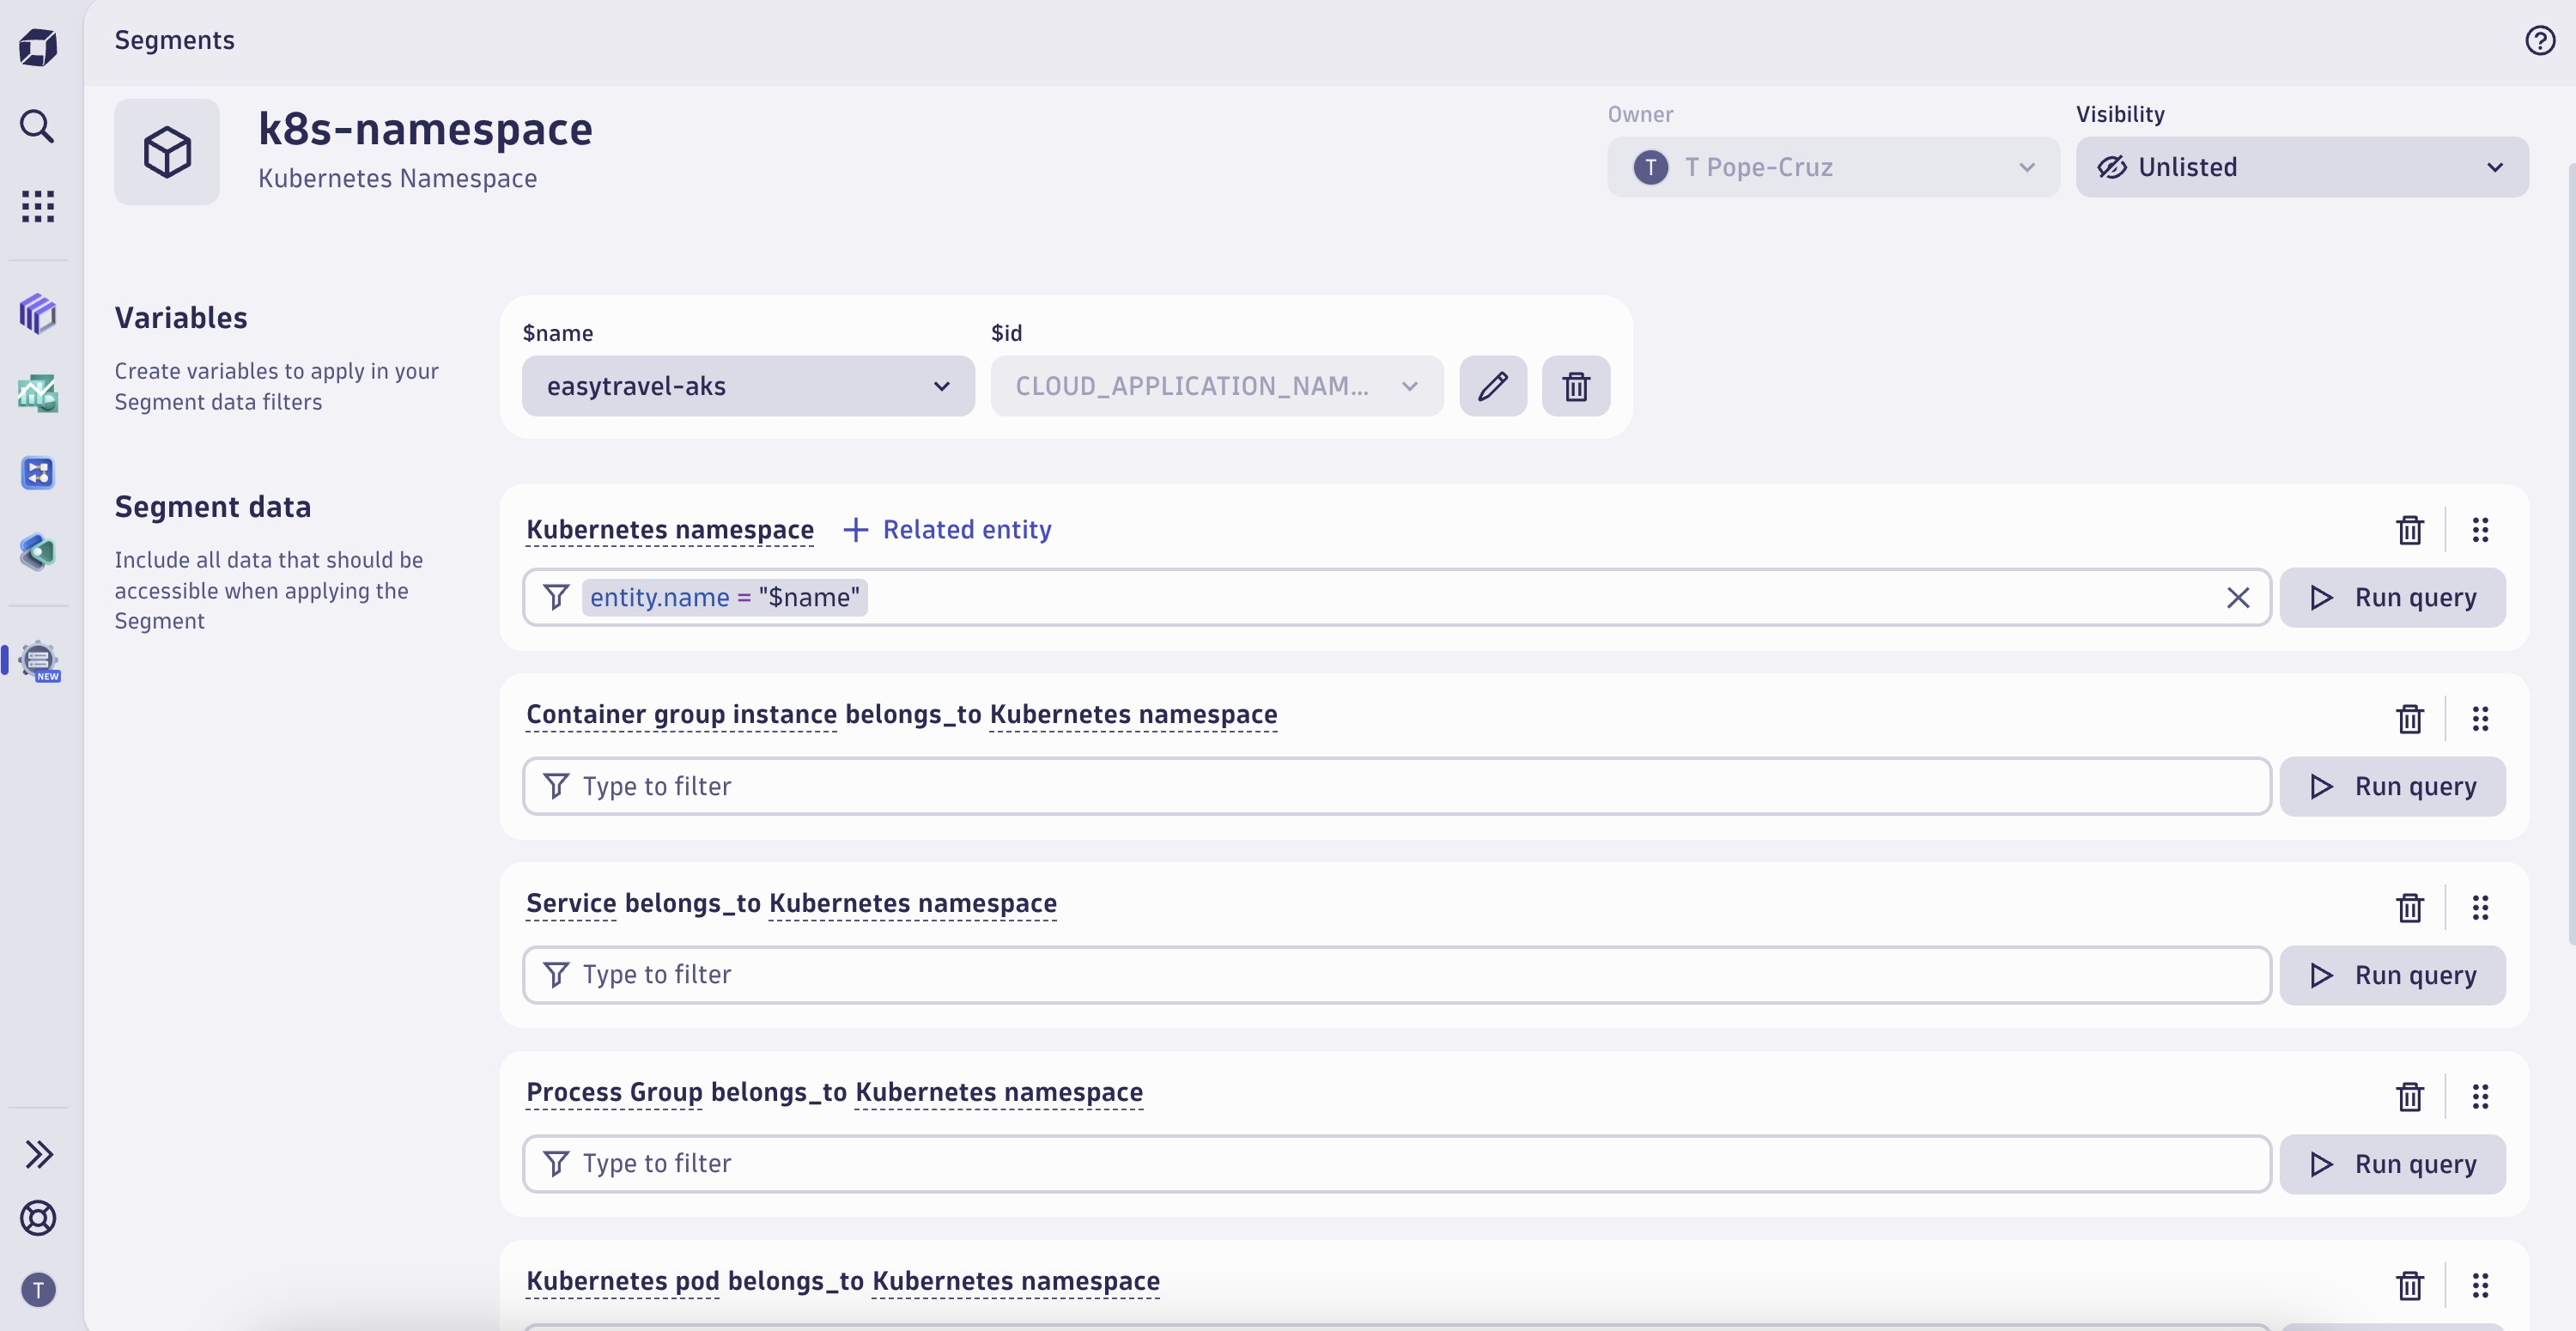 Segments
k8s-namespace
Kubernetes Namespace
Owner
T
T Pope-Cruz
Visibility
Unlisted
Variables
Create variables to apply in your
Segment data filters
$name
easytravel-aks
$id
CLOUD_APPLICATION_NAM...
Segment data
Include all data that should be
accessible when applying the
Segment
Kubernetes namespace
Related entity
entity.name = "$name"
Run query
Container group instance belongs_to Kubernetes namespace
Type to filter
Run query
Service belongs_to Kubernetes namespace
Type to filter
Run query
Process Group belongs_to Kubernetes namespace
Type to filter
Run query
Kubernetes pod belongs_to Kubernetes namespace
NEW
T